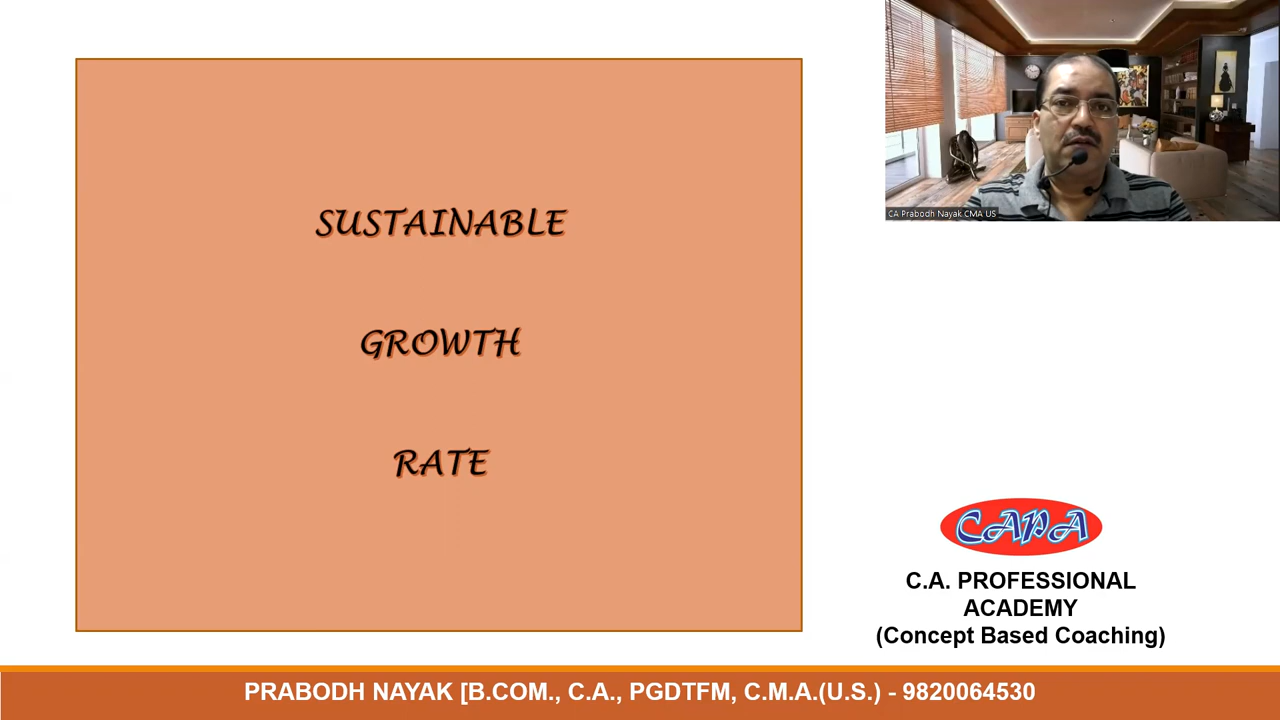 SUSTAINABLE
GROWTH
RATE
CA Prabodh Nayak CMA US
CAPA
C.A. PROFESSIONAL
ACADEMY
(Concept Based Coaching)
PRABODH NAYAK [B.COM., C.A., PGDTFM, C.M.A.(U.S.) - 9820064530